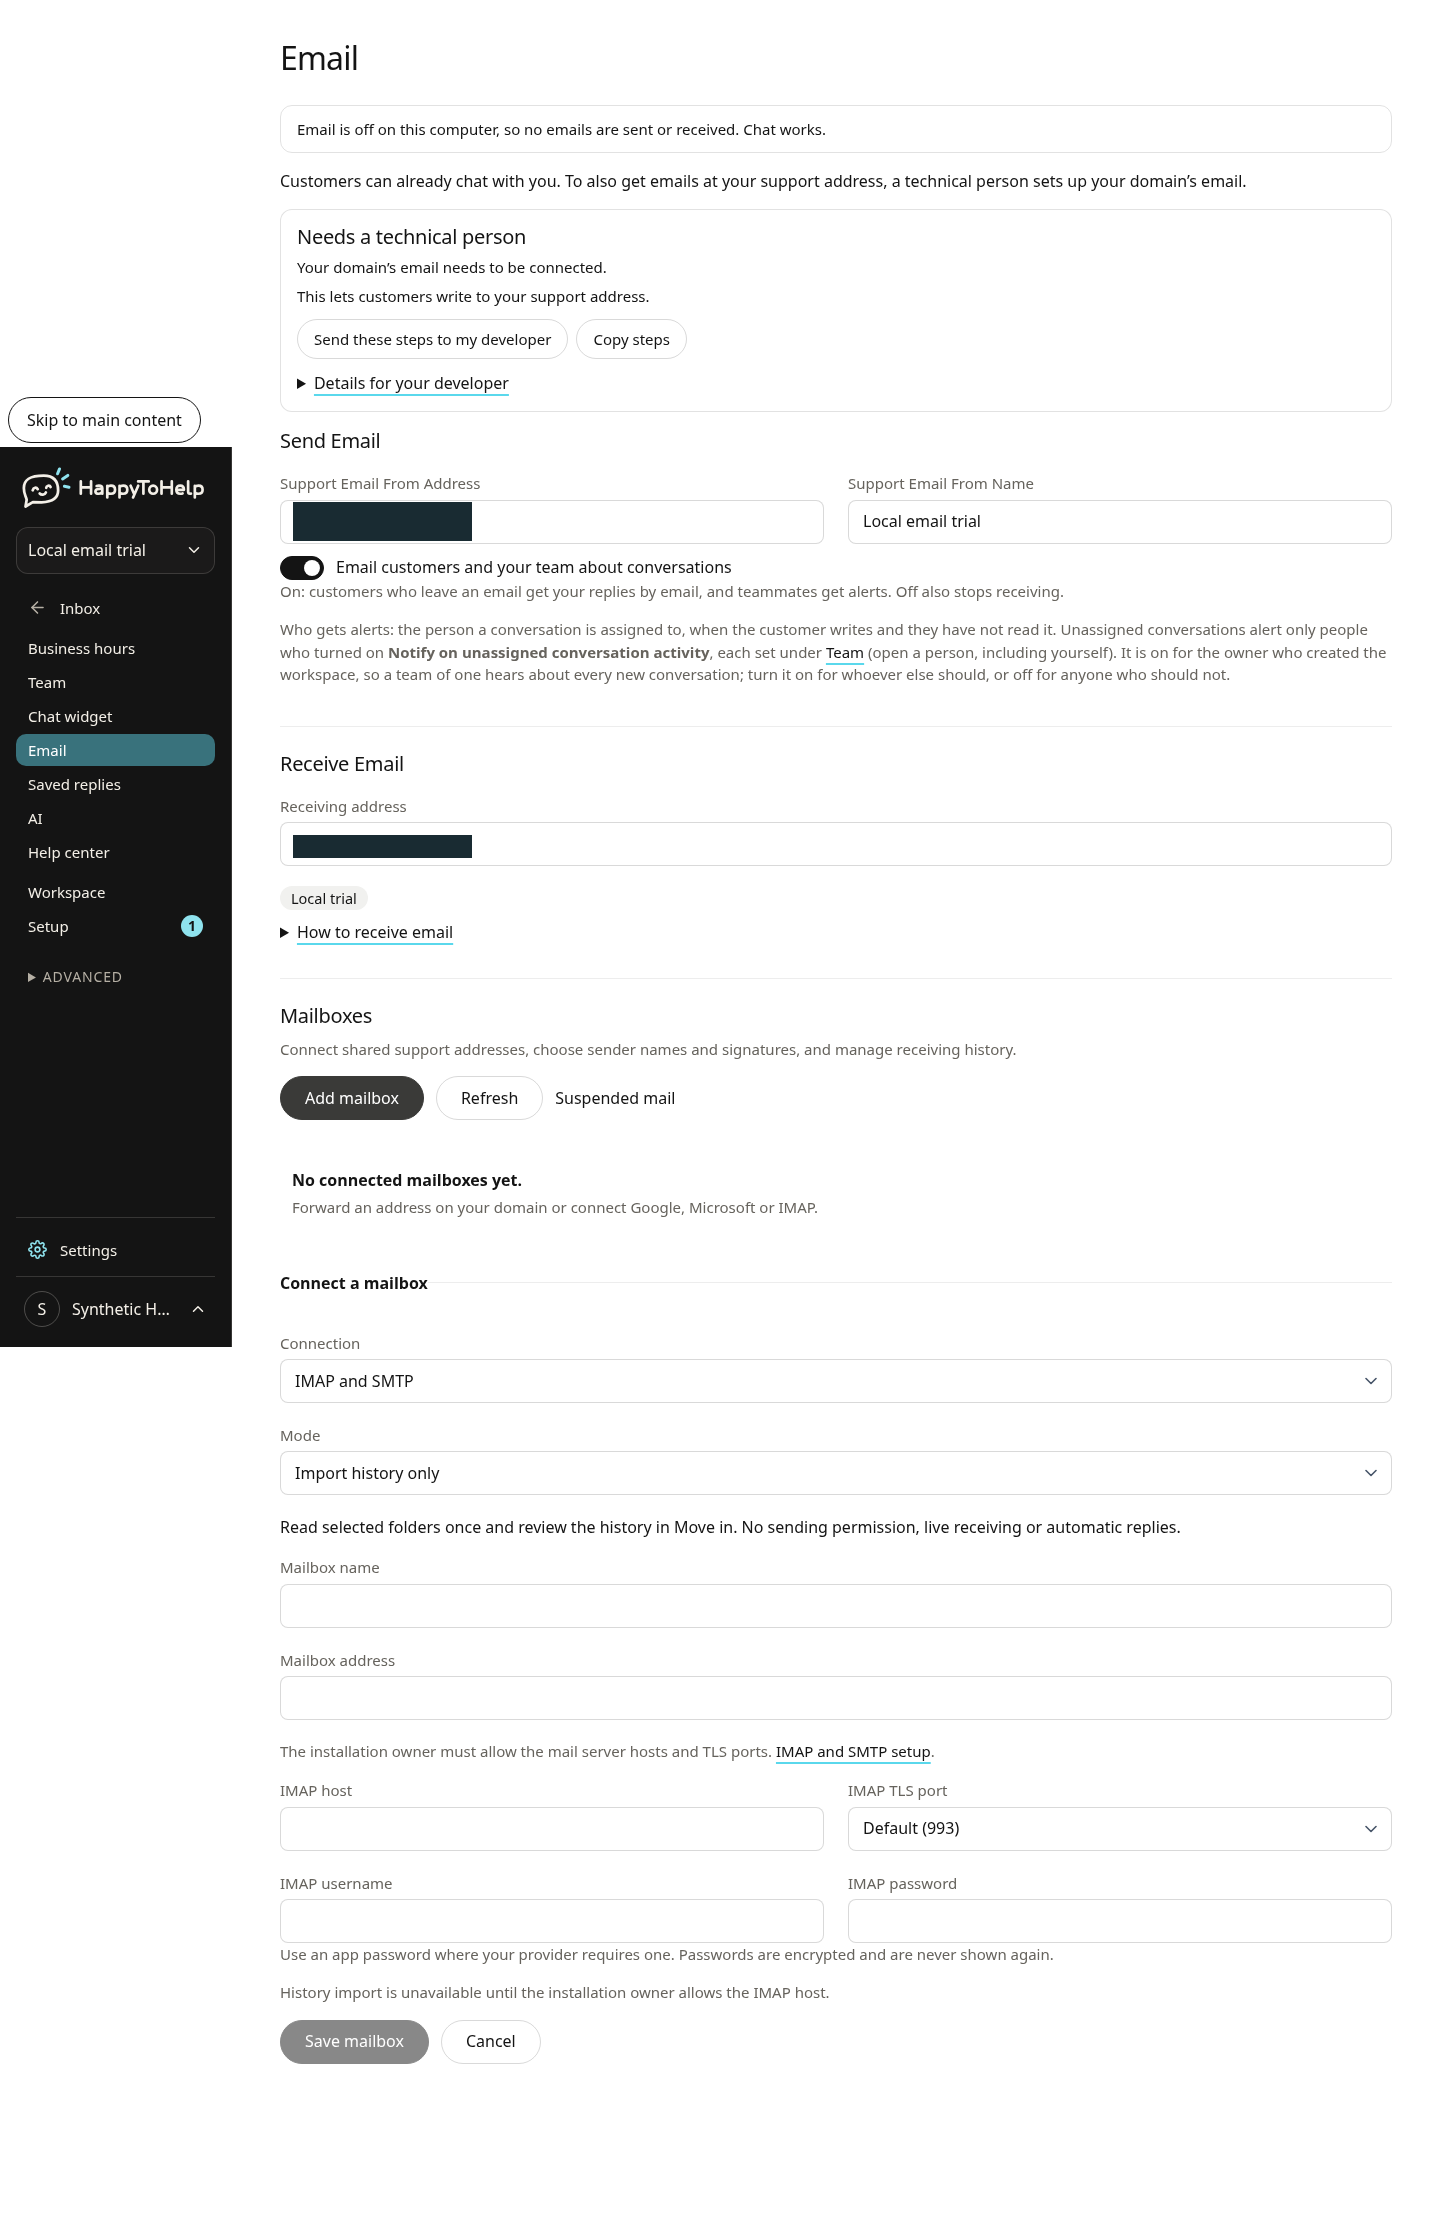 Email
Email is off on this computer, so no emails are sent or received. Chat works.
Customers can already chat with you. To also get emails at your support address, a technical person sets up your domain’s email.
Needs a technical person
Your domain’s email needs to be connected.
This lets customers write to your support address.
Send these steps to my developer
Copy steps
Details for your developer
Skip to main content
HappyToHelp
Local email trial
Inbox
Business hours
Team
Chat widget
Email
Saved replies
AI
Help center
Workspace
Setup 1
ADVANCED
Settings
S Synthetic H...
Send Email
Support Email From Address
Support Email From Name
Local email trial
Email customers and your team about conversations
On: customers who leave an email get your replies by email, and teammates get alerts. Off also stops receiving.
Who gets alerts: the person a conversation is assigned to, when the customer writes and they have not read it. Unassigned conversations alert only people
who turned on Notify on unassigned conversation activity, each set under Team (open a person, including yourself). It is on for the owner who created the
workspace, so a team of one hears about every new conversation; turn it on for whoever else should, or off for anyone who should not.
Receive Email
Receiving address
Local trial
How to receive email
Mailboxes
Connect shared support addresses, choose sender names and signatures, and manage receiving history.
Add mailbox
Refresh
Suspended mail
No connected mailboxes yet.
Forward an address on your domain or connect Google, Microsoft or IMAP.
Connect a mailbox
Connection
IMAP and SMTP
Mode
Import history only
Read selected folders once and review the history in Move in. No sending permission, live receiving or automatic replies.
Mailbox name
Mailbox address
The installation owner must allow the mail server hosts and TLS ports. IMAP and SMTP setup.
IMAP host
IMAP TLS port
Default (993)
IMAP username
IMAP password
Use an app password where your provider requires one. Passwords are encrypted and are never shown again.
History import is unavailable until the installation owner allows the IMAP host.
Save mailbox
Cancel